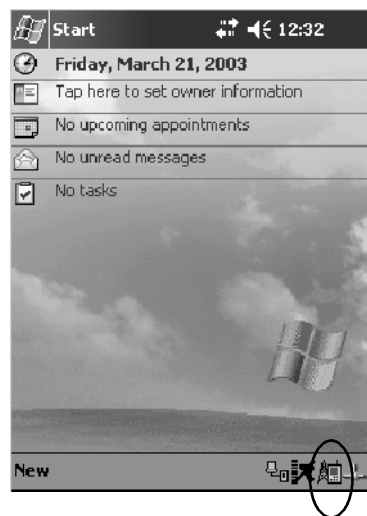 Start 12:32
Friday, March 21, 2003
Tap here to set owner information
No upcoming appointments
No unread messages
No tasks
New